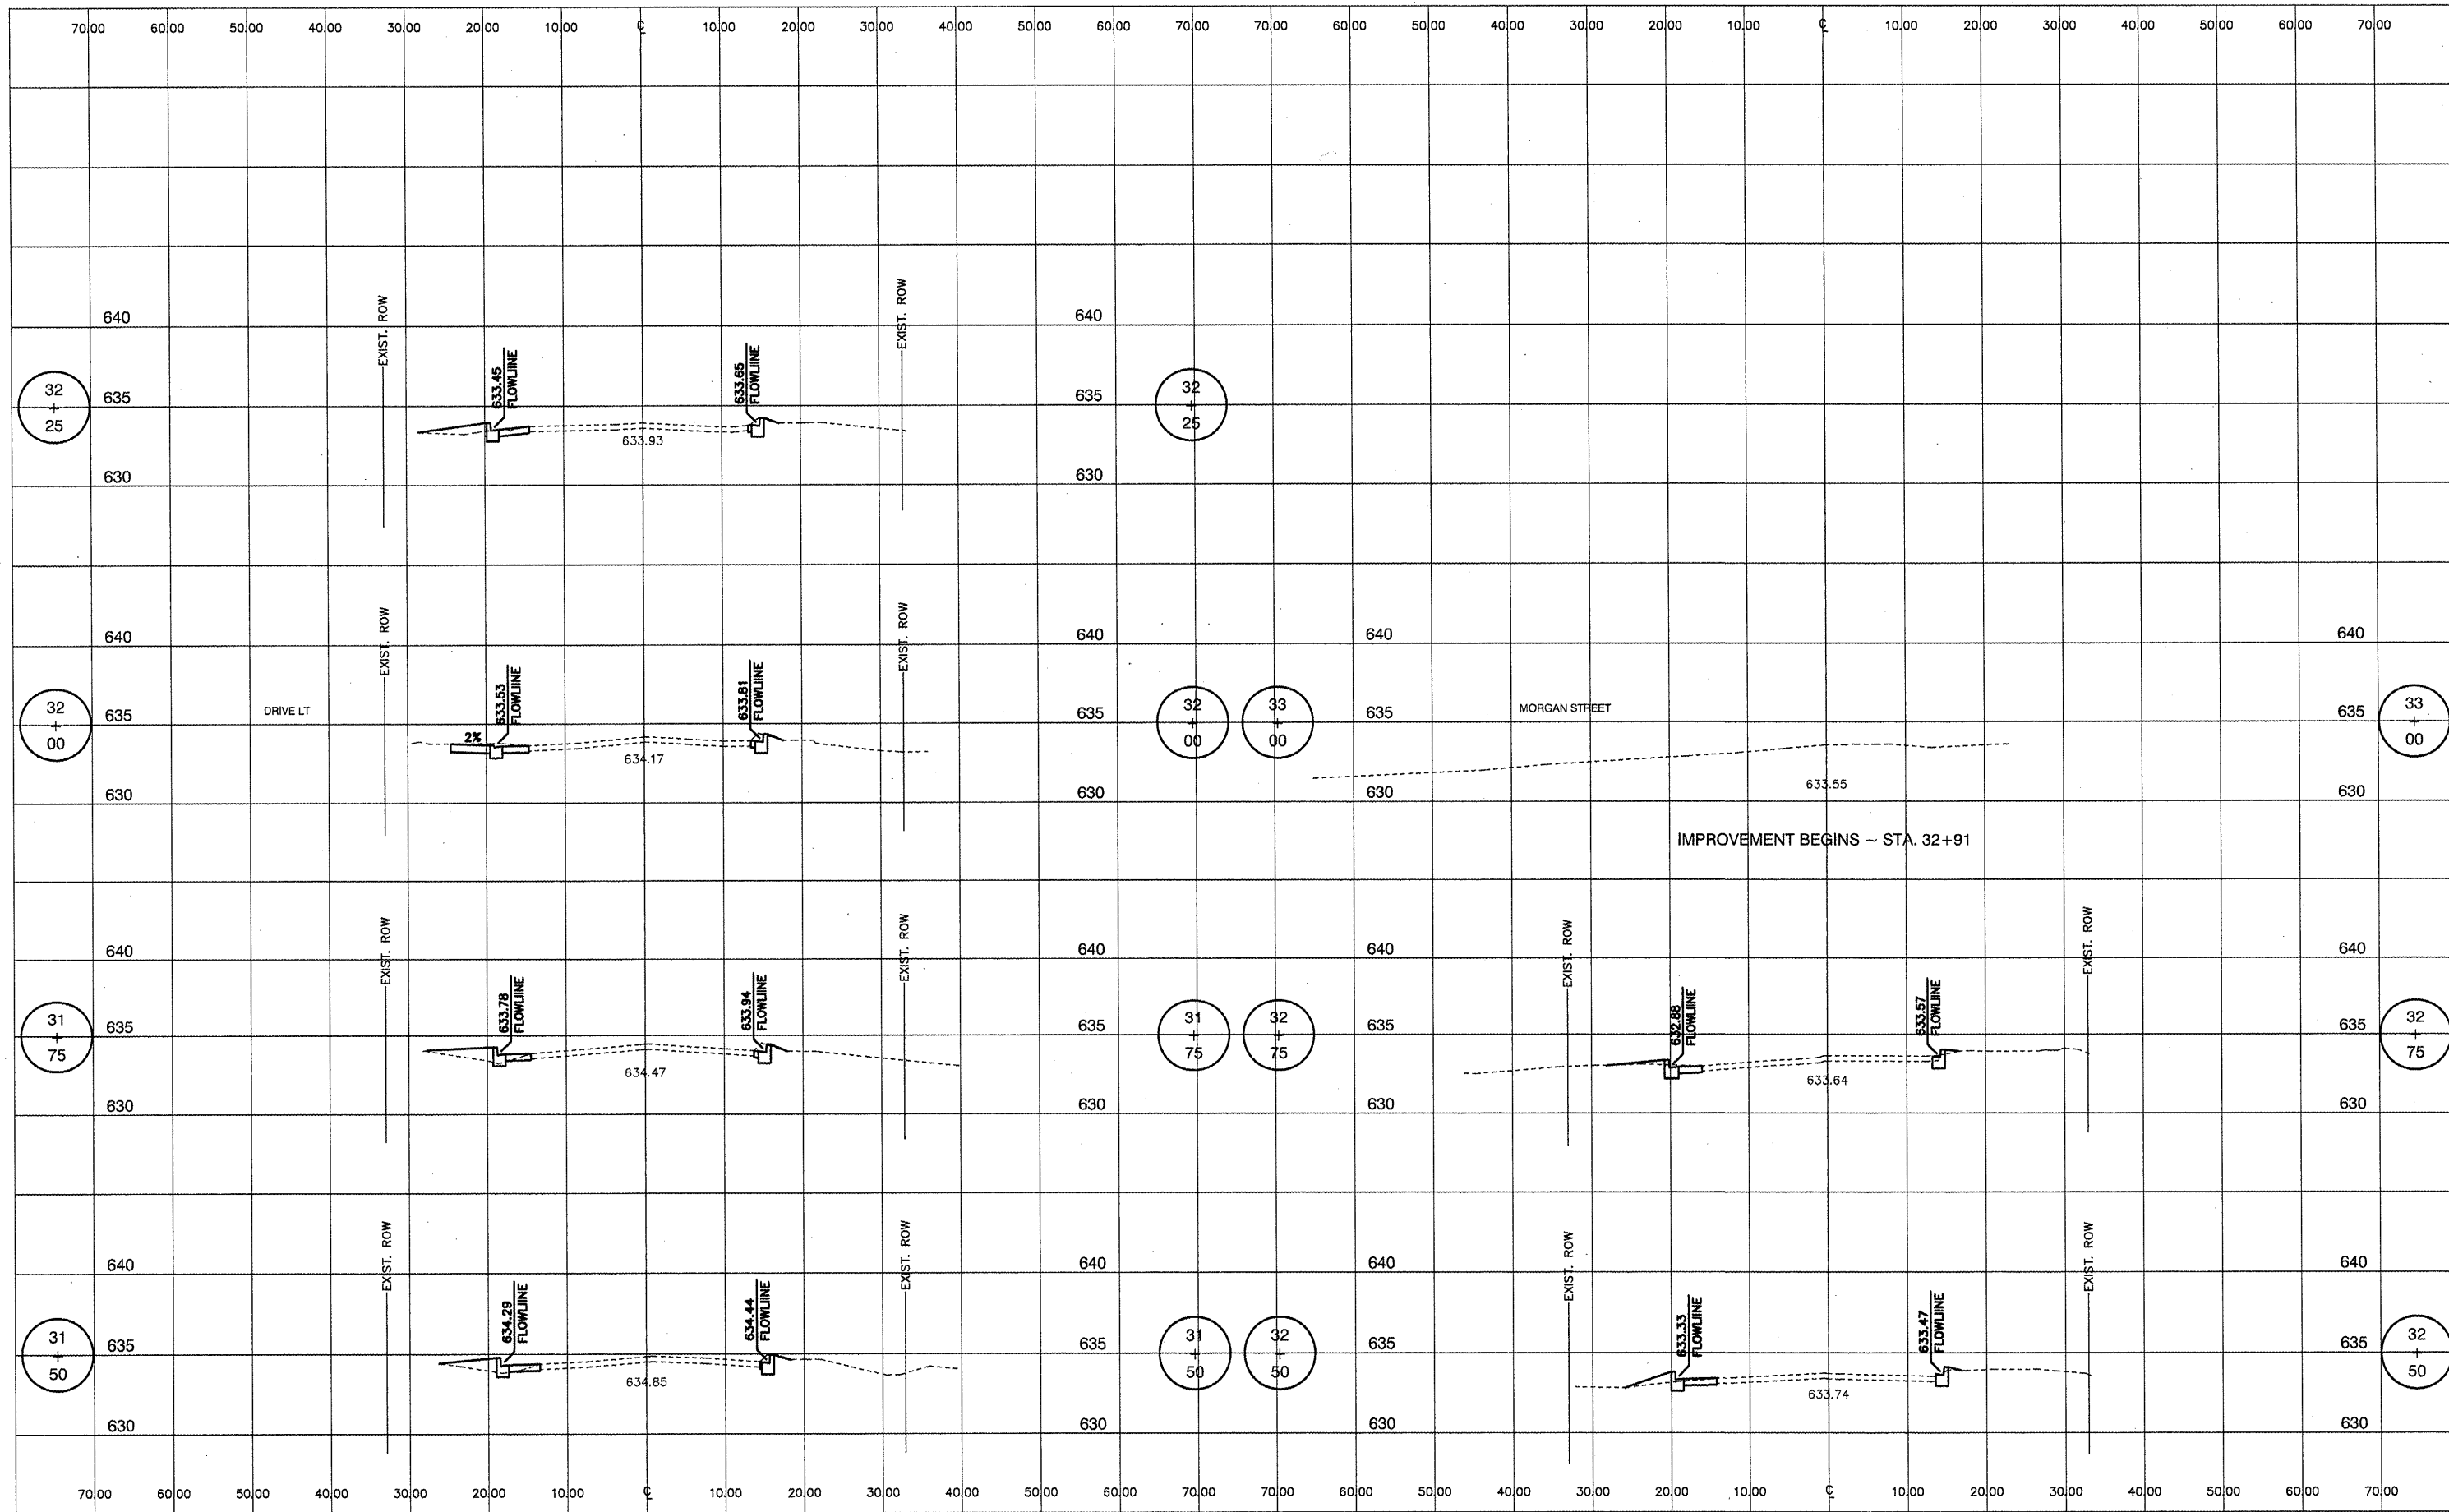 70.00 60.00 50.00 40.00 30.00 20.00 10.00 ℄ 10.00 20.00 30.00 40.00 50.00 60.00 70.00 70.00 60.00 50.00 40.00 30.00 20.00 10.00 ℄ 10.00 20.00 30.00 40.00 50.00 60.00 70.00
640 640
EXIST. ROW
EXIST. ROW
633.45
FLOWLIINE
633.65
FLOWLIINE
32
+
25
635 635
32
+
25
633.93
630 630
640 640 640 640
EXIST. ROW
EXIST. ROW
633.53
FLOWLIINE
633.81
FLOWLIINE
DRIVE LT
MORGAN STREET
32
+
00
635 635
32
+
00
33
+
00
635 635
33
+
00
2%
634.17
633.55
630 630 630 630
IMPROVEMENT BEGINS ~ STA. 32+91
640 640 640 640
EXIST. ROW
EXIST. ROW
EXIST. ROW
EXIST. ROW
633.78
FLOWLIINE
633.94
FLOWLIINE
632.88
FLOWLIINE
633.57
FLOWLIINE
31
+
75
635 635
31
+
75
32
+
75
635 635
32
+
75
634.47
633.64
630 630 630 630
640 640 640 640
EXIST. ROW
EXIST. ROW
EXIST. ROW
EXIST. ROW
634.29
FLOWLIINE
634.44
FLOWLIINE
633.33
FLOWLIINE
633.47
FLOWLIINE
31
+
50
635 635
31
+
50
32
+
50
635 635
32
+
50
634.85
633.74
630 630 630 630
70.00 60.00 50.00 40.00 30.00 20.00 10.00 ℄ 10.00 20.00 30.00 40.00 50.00 60.00 70.00 70.00 60.00 50.00 40.00 30.00 20.00 10.00 ℄ 10.00 20.00 30.00 40.00 50.00 60.00 70.00